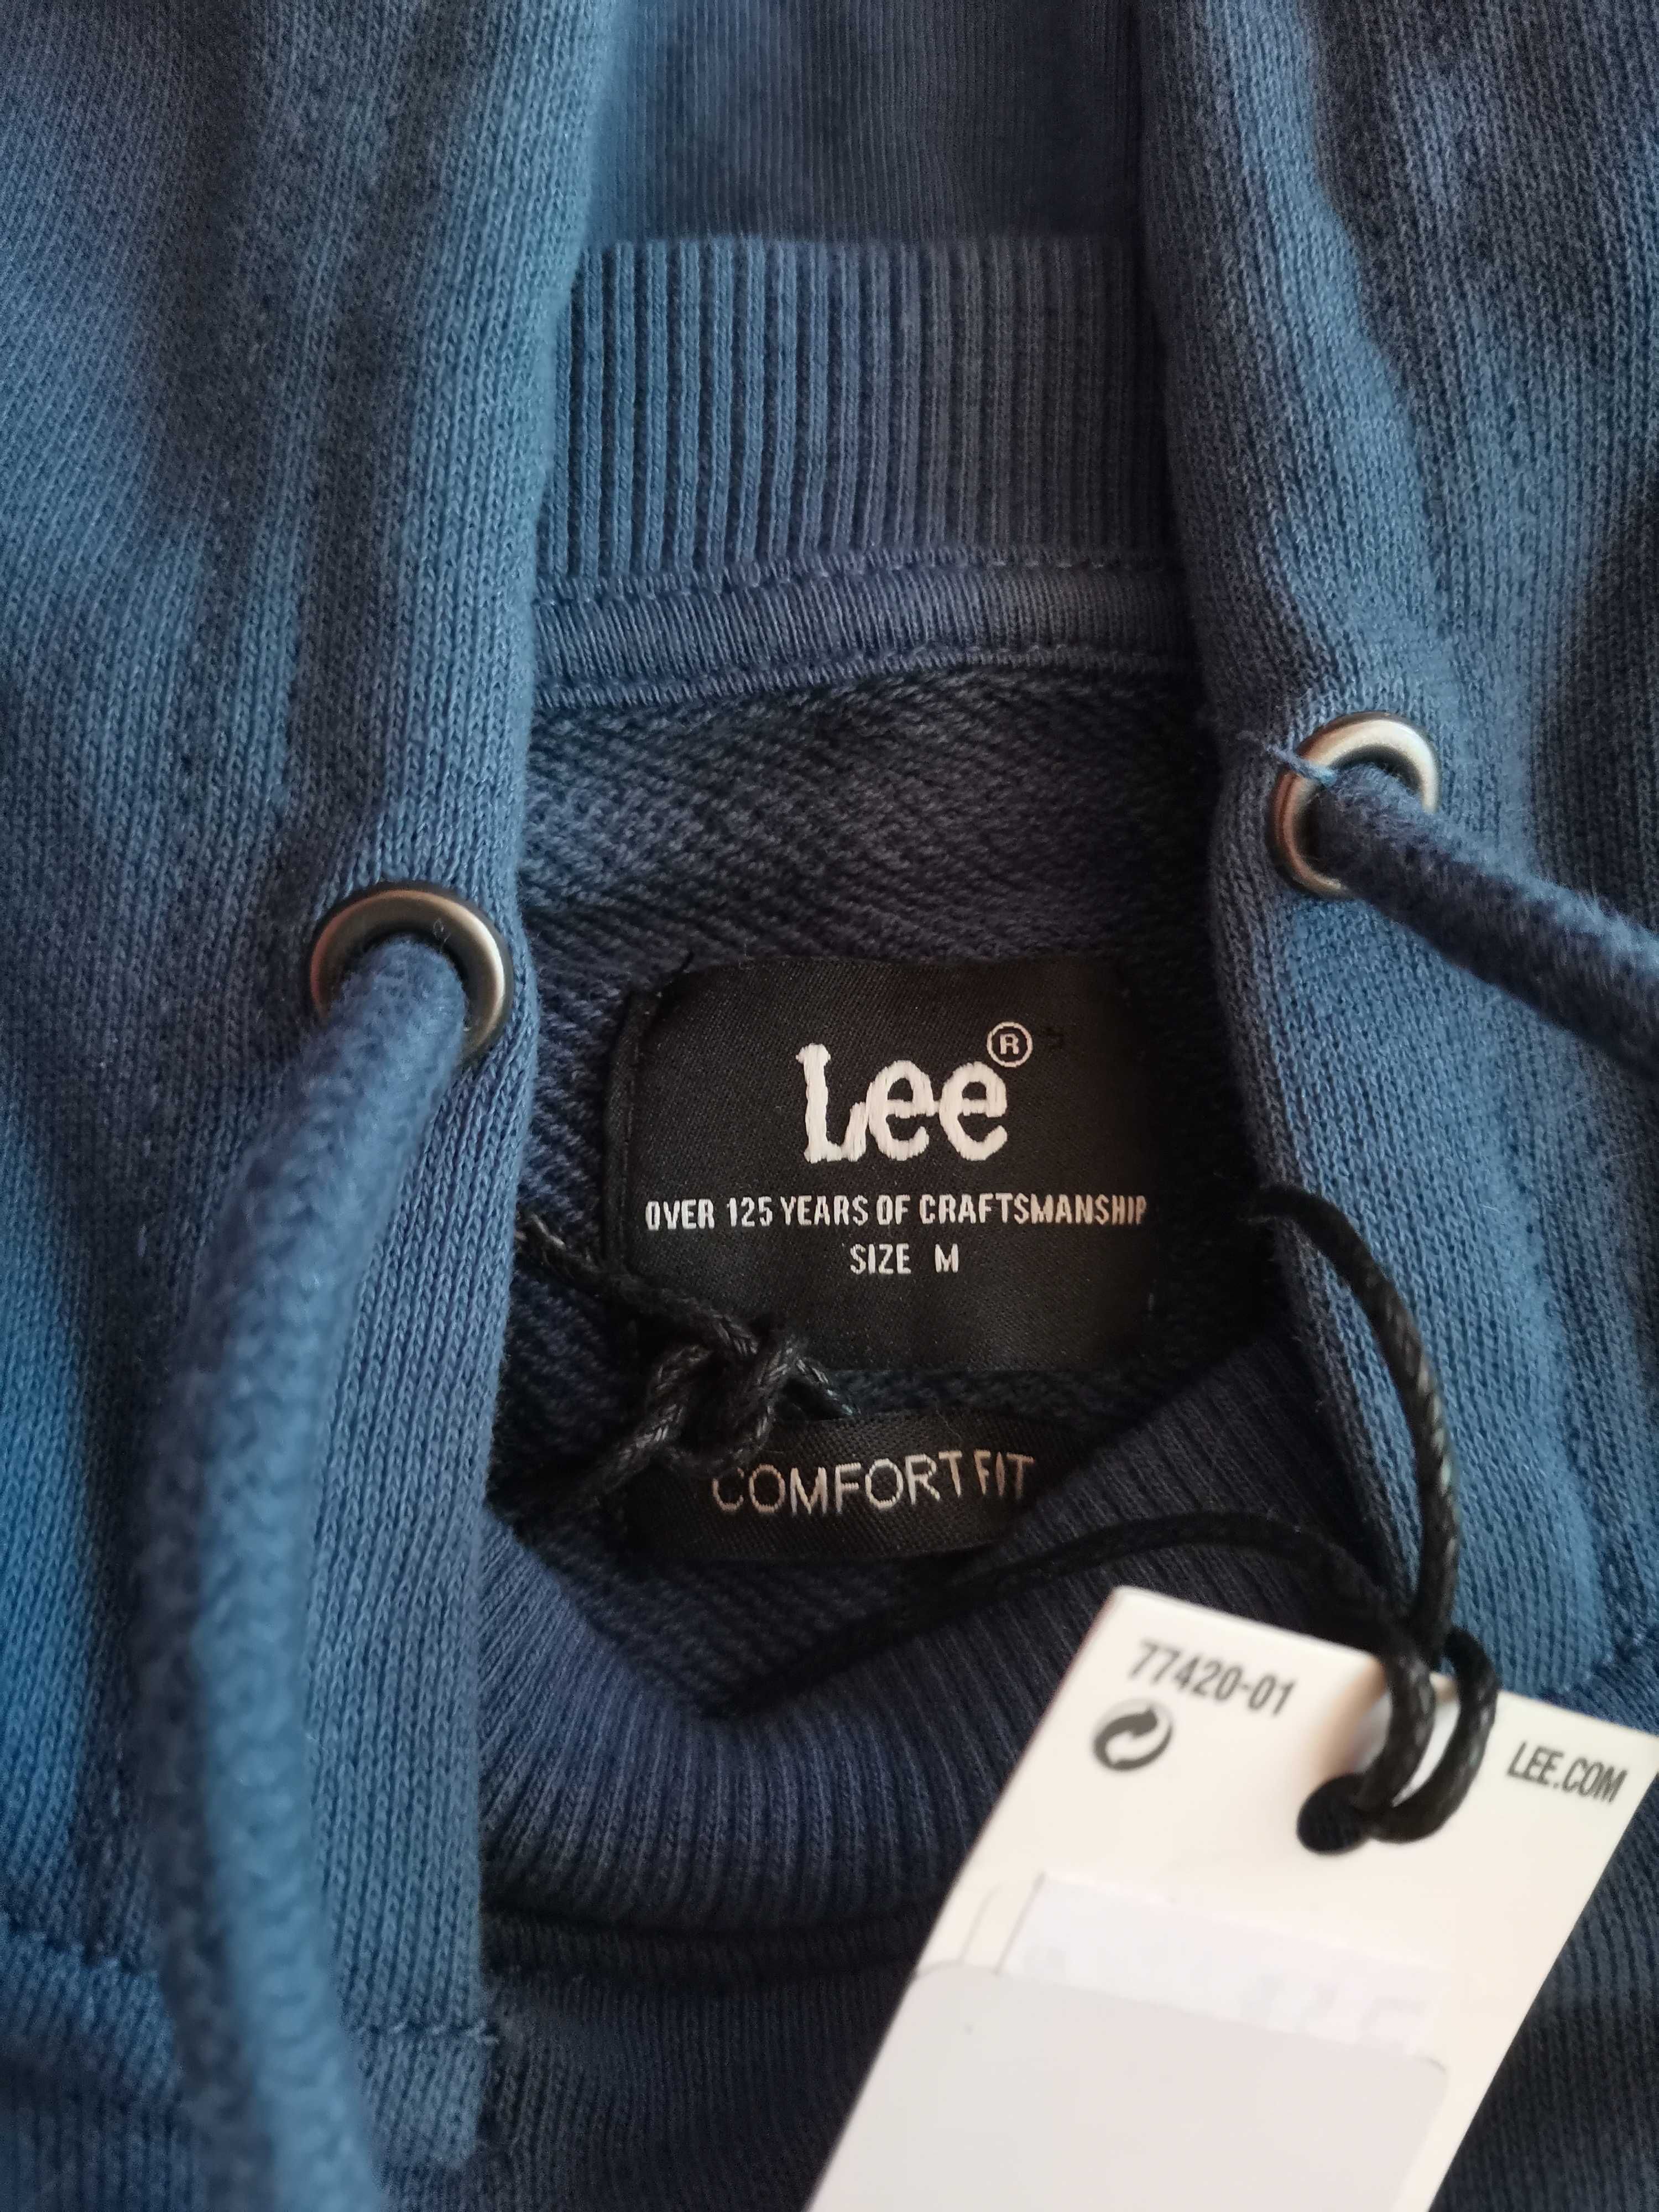 Lee®
OVER 125 YEARS OF CRAFTSMANSHIP
SIZE M
COMFORT FIT
77420-01
LEE.COM